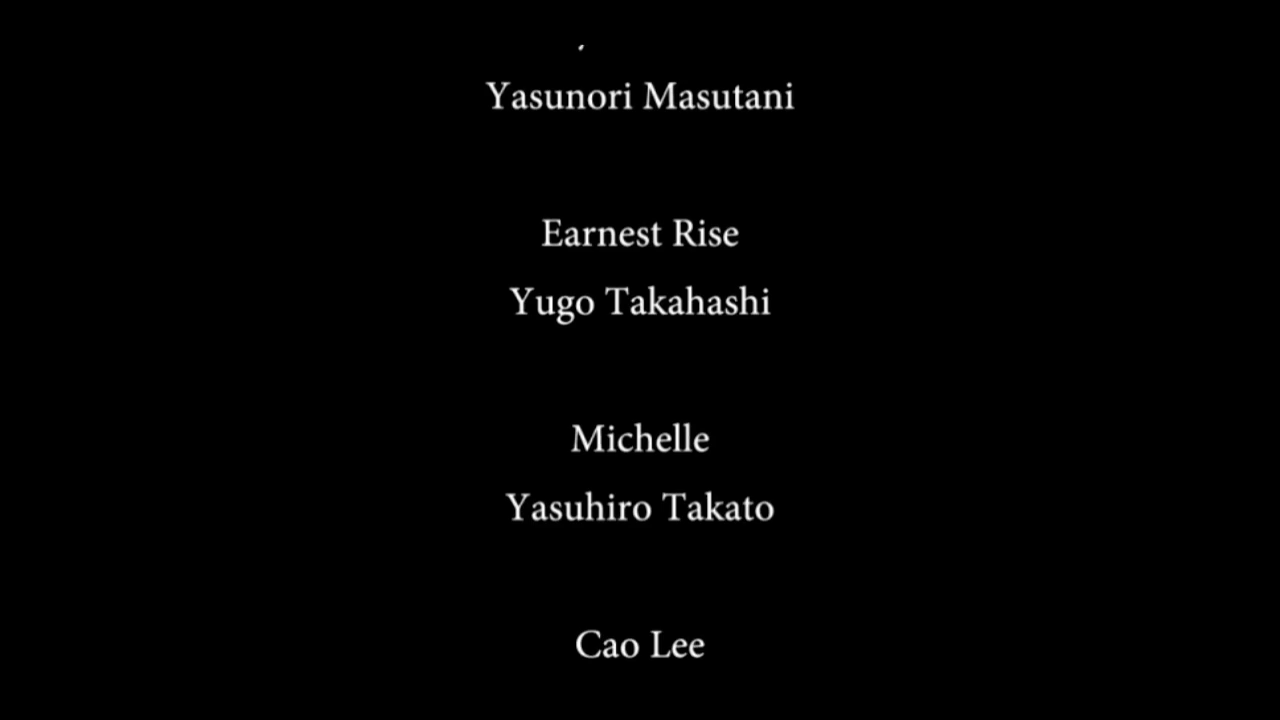 Yasunori Masutani
Earnest Rise
Yugo Takahashi
Michelle
Yasuhiro Takato
Cao Lee